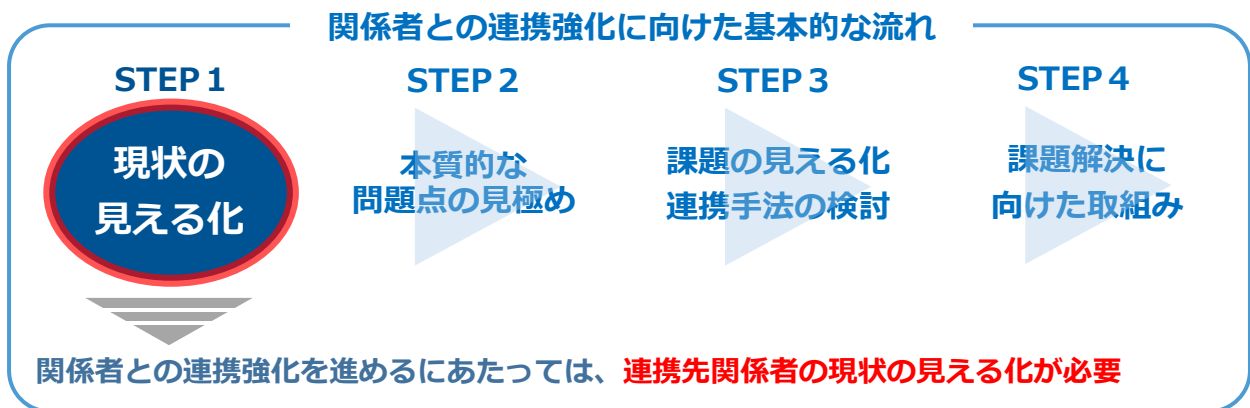 関係者との連携強化に向けた基本的な流れ
STEP１
現状の
見える化
STEP２
本質的な
問題点の見極め
STEP３
課題の見える化
連携手法の検討
STEP４
課題解決に
向けた取組み
関係者との連携強化を進めるにあたっては、連携先関係者の現状の見える化が必要